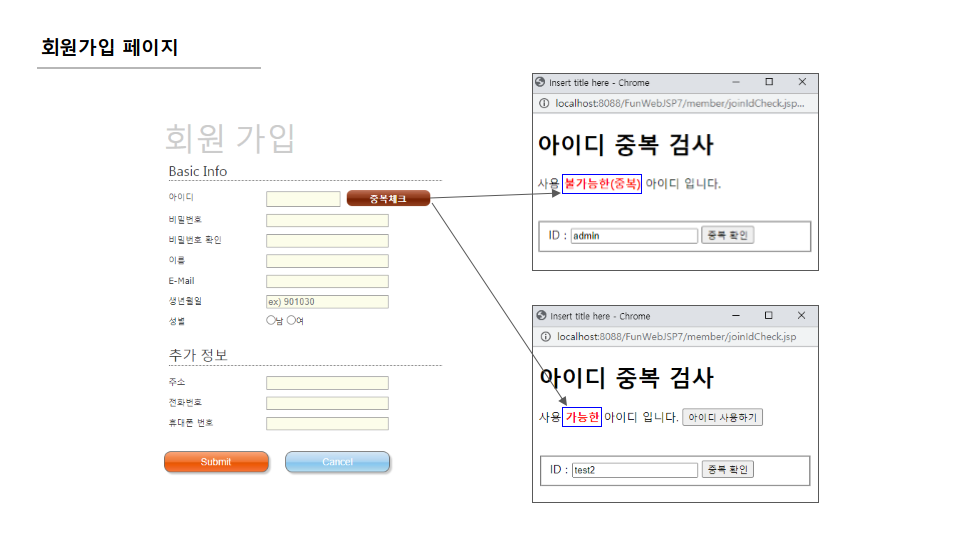 회원가입 페이지
회원 가입
Basic Info
아이디 중복체크
비밀번호
비밀번호 확인
이름
E-Mail
생년월일 ex) 901030
성별 남 여
추가 정보
주소
전화번호
휴대폰 번호
Submit Cancel
Insert title here - Chrome
localhost:8088/FunWebJSP7/member/joinIdCheck.jsp...
아이디 중복 검사
사용 불가능한(중복) 아이디 입니다.
ID : admin 중복 확인
Insert title here - Chrome
localhost:8088/FunWebJSP7/member/joinIdCheck.jsp
아이디 중복 검사
사용 가능한 아이디 입니다. 아이디 사용하기
ID : test2 중복 확인